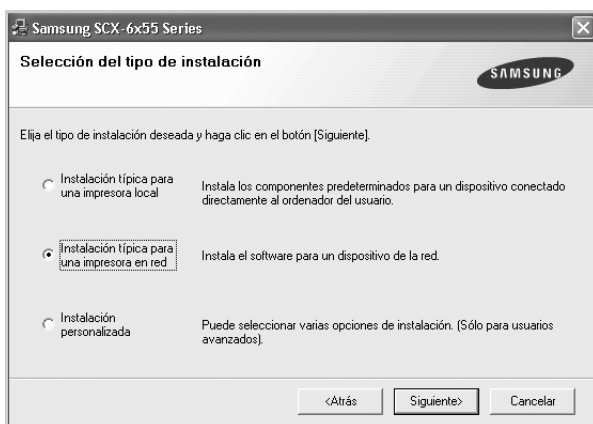 Samsung SCX-6x55 Series
Selección del tipo de instalación
SAMSUNG
Elija el tipo de instalación deseada y haga clic en el botón [Siguiente].
Instalación típica para
una impresora local
Instala los componentes predeterminados para un dispositivo conectado
directamente al ordenador del usuario.
Instalación típica para
una impresora en red
Instala el software para un dispositivo de la red.
Instalación
personalizada
Puede seleccionar varias opciones de instalación. (Sólo para usuarios
avanzados).
<Atrás
Siguiente>
Cancelar